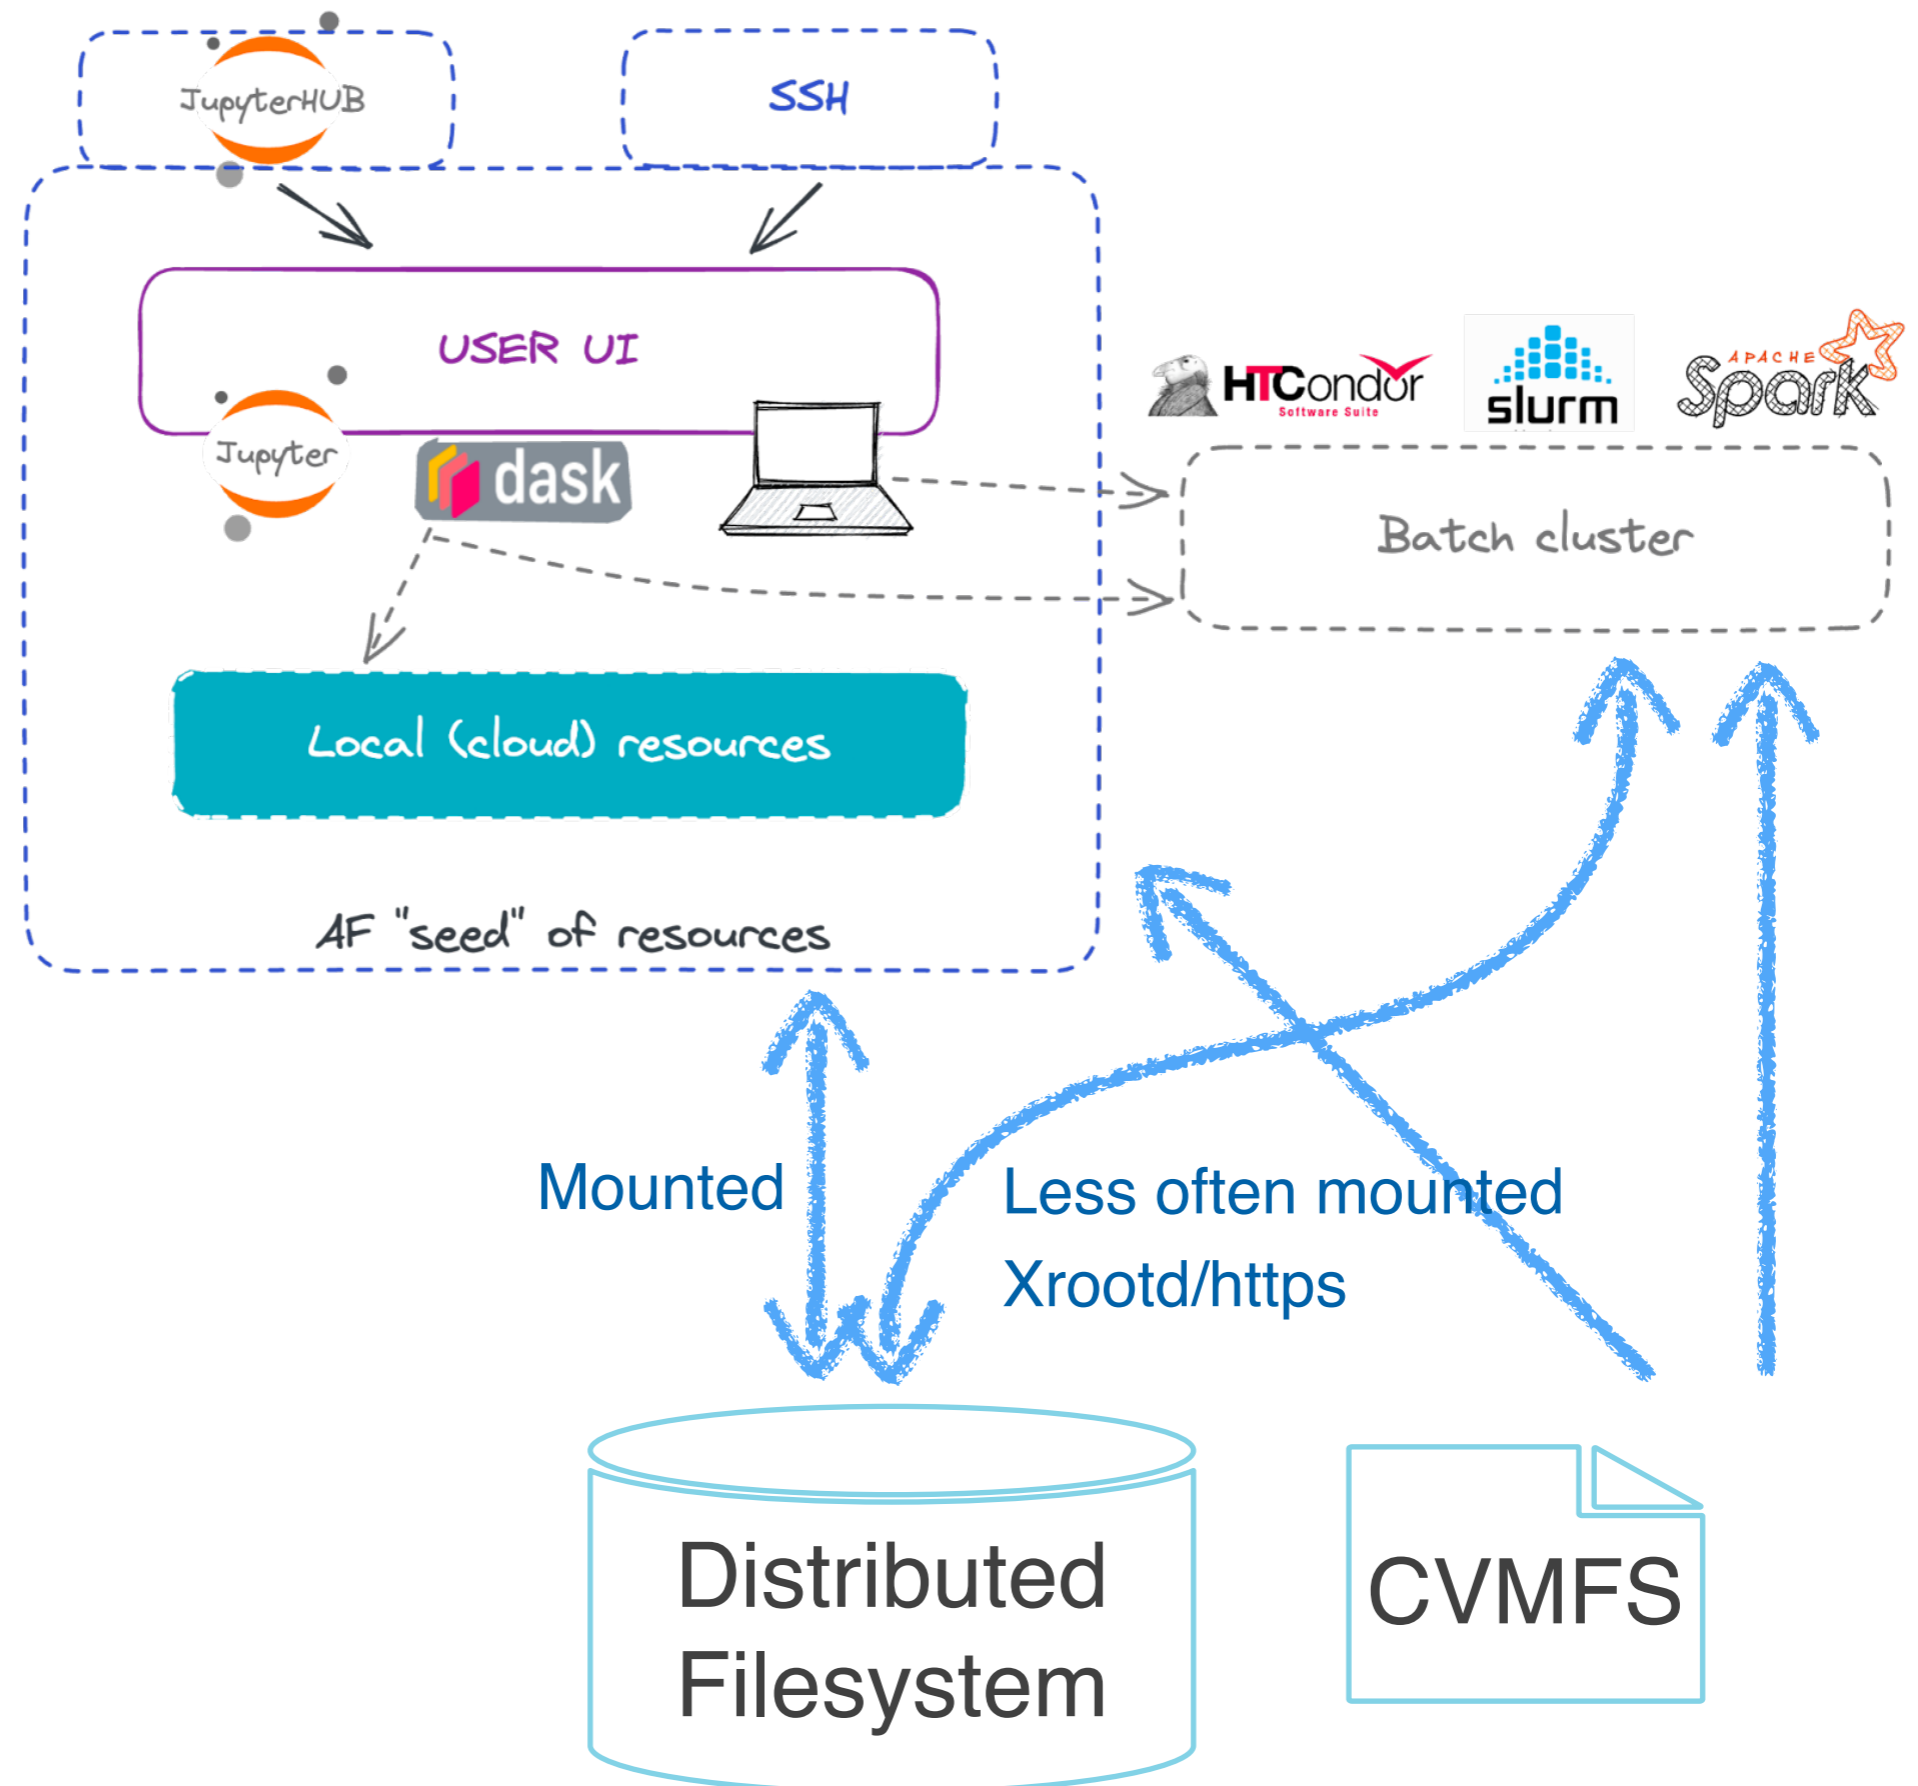 JupyterHUB
SSH
USER UI
Jupyter
dask
HTCondor
Software Suite
slurm
APACHE
Spark
Batch cluster
Local (cloud) resources
AF "seed" of resources
Mounted
Less often mounted
Xrootd/https
Distributed
Filesystem
CVMFS